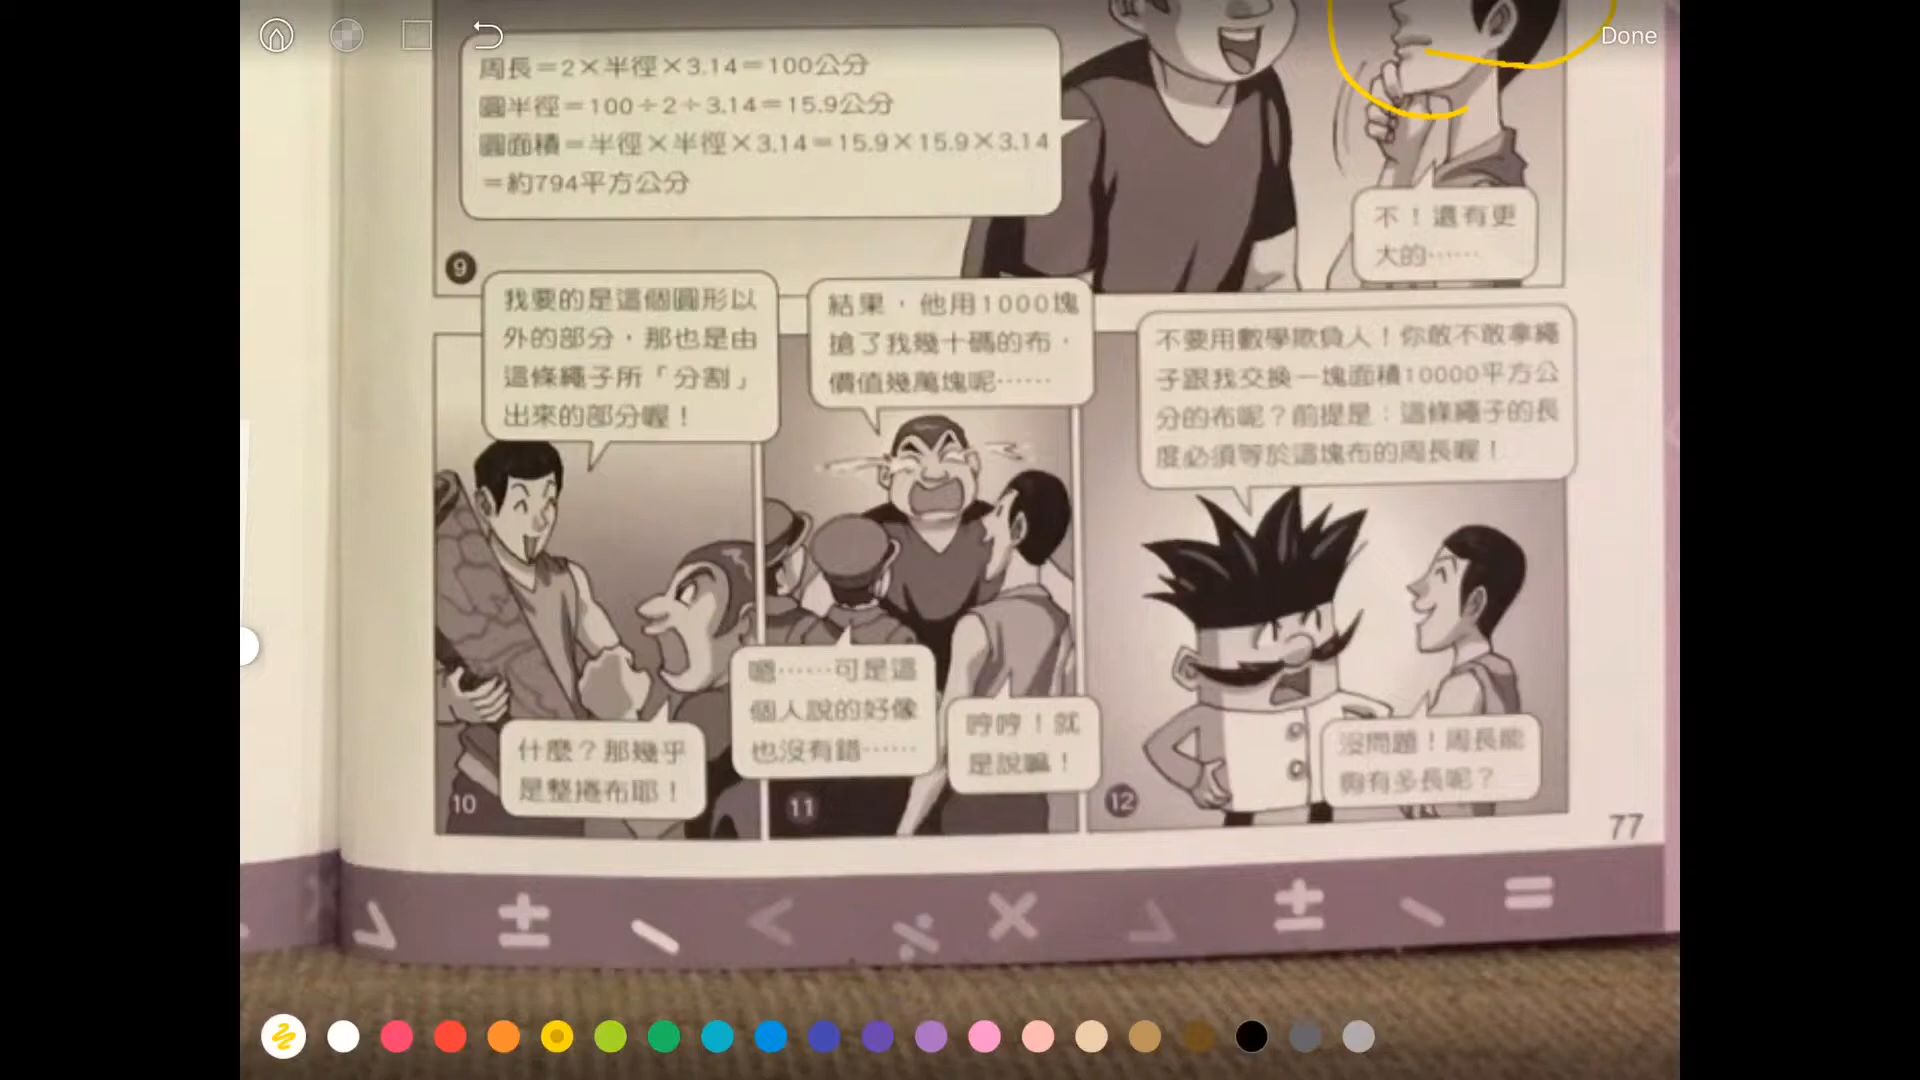 Done
周長＝2×半徑×3.14＝100公分
圓半徑＝100÷2÷3.14＝15.9公分
圓面積＝半徑×半徑×3.14＝15.9×15.9×3.14
＝約794平方公分
不！還有更
大的……
9
我要的是這個圓形以
外的部分，那也是由
這條繩子所「分割」
出來的部分喔！
什麼？那幾乎
是整捲布耶！
10
結果，他用1000塊
搶了我幾十碼的布，
價值幾萬塊呢……
嗯……可是這
個人說的好像
也沒有錯……
哼哼！就
是說嘛！
11
不要用數學欺負人！你敢不敢拿繩
子跟我交換一塊面積10000平方公
分的布呢？前提是：這條繩子的長
度必須等於這塊布的周長喔！
沒問題！周長能
夠有多長呢？
12
77
∠ ± － < ÷ × ∠ ± － ＝